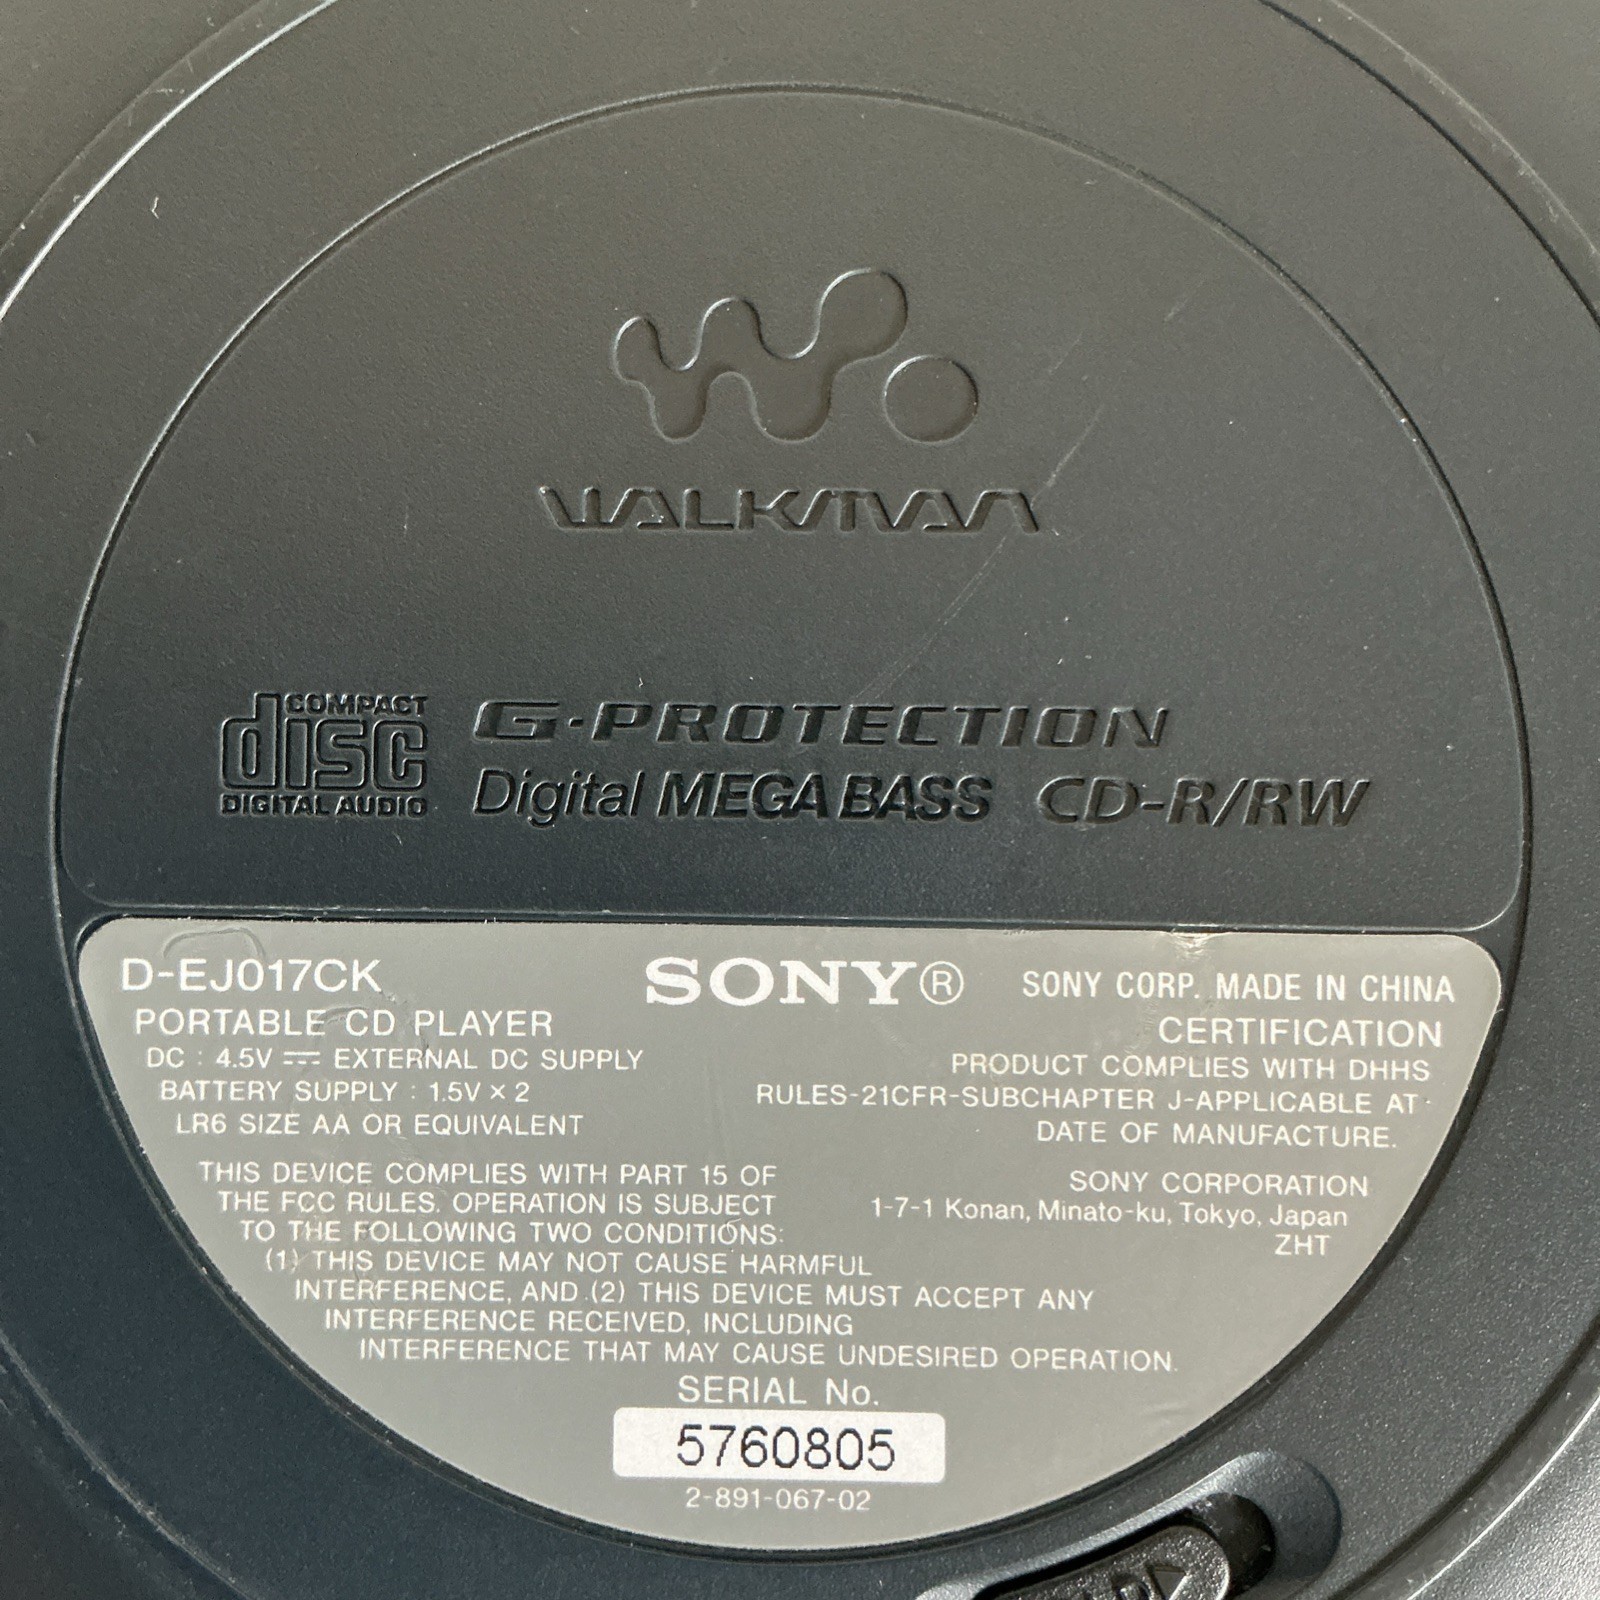 WALKMAN
COMPACT
disc
DIGITAL AUDIO
G-PROTECTION
Digital MEGA BASS CD-R/RW
D-EJ017CK
PORTABLE CD PLAYER
DC : 4.5V ⎓ EXTERNAL DC SUPPLY
BATTERY SUPPLY : 1.5V × 2
LR6 SIZE AA OR EQUIVALENT
SONY®
SONY CORP. MADE IN CHINA
CERTIFICATION
PRODUCT COMPLIES WITH DHHS
RULES-21CFR-SUBCHAPTER J-APPLICABLE AT
DATE OF MANUFACTURE.
THIS DEVICE COMPLIES WITH PART 15 OF
THE FCC RULES. OPERATION IS SUBJECT
TO THE FOLLOWING TWO CONDITIONS:
(1) THIS DEVICE MAY NOT CAUSE HARMFUL
INTERFERENCE, AND (2) THIS DEVICE MUST ACCEPT ANY
INTERFERENCE RECEIVED, INCLUDING
INTERFERENCE THAT MAY CAUSE UNDESIRED OPERATION.
SONY CORPORATION
1-7-1 Konan, Minato-ku, Tokyo, Japan
ZHT
SERIAL No.
5760805
2-891-067-02